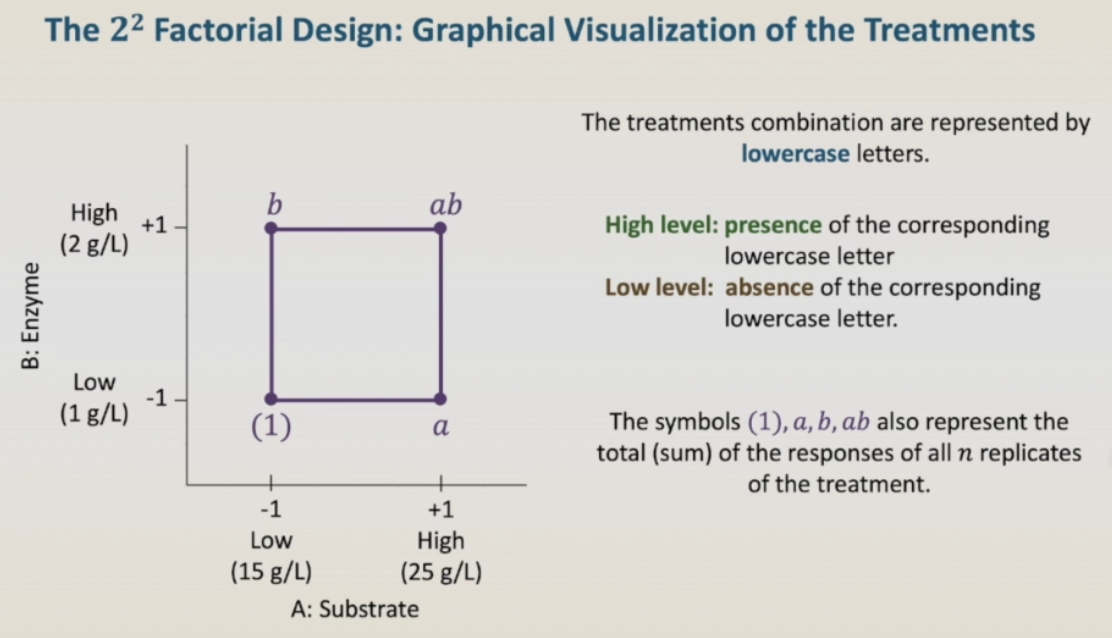 The 2² Factorial Design: Graphical Visualization of the Treatments
The treatments combination are represented by
lowercase letters.
High level: presence of the corresponding
lowercase letter
Low level: absence of the corresponding
lowercase letter.
The symbols (1), a, b, ab also represent the
total (sum) of the responses of all n replicates
of the treatment.
B: Enzyme
High
(2 g/L)
+1
Low
(1 g/L)
-1
b
ab
(1)
a
-1
Low
(15 g/L)
+1
High
(25 g/L)
A: Substrate